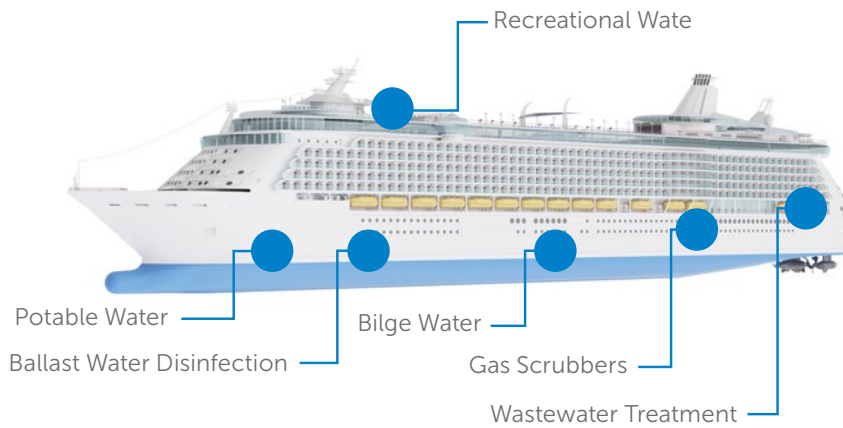 Recreational Wate
Potable Water
Bilge Water
Ballast Water Disinfection
Gas Scrubbers
Wastewater Treatment